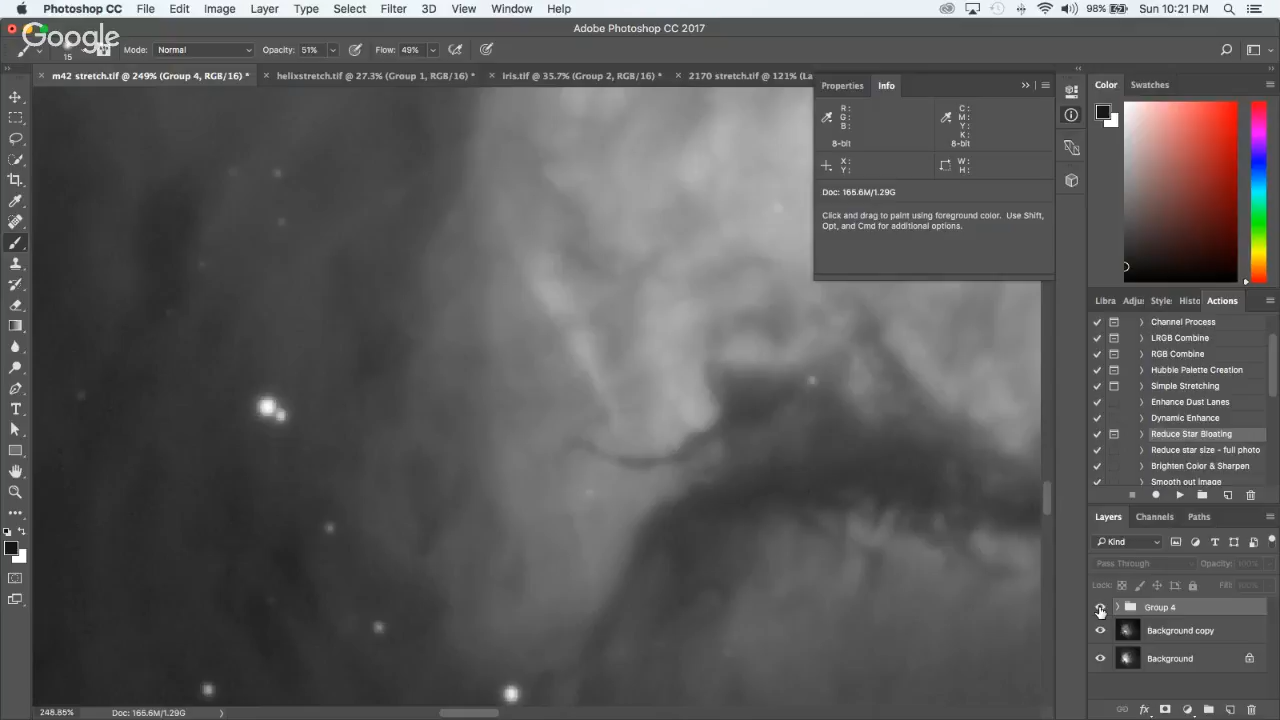 Photoshop CC File Edit Image Layer Type Select Filter 3D View Window Help 98% Sun 10:21 PM
Adobe Photoshop CC 2017
Google
15 Mode: Normal Opacity: 51% Flow: 49%
m42 stretch.tif @ 249% (Group 4, RGB/16) * helixstretch.tif @ 27.3% (Group 1, RGB/16) * Iris.tif @ 35.7% (Group 2, RGB/16) * 2170 stretch.tif @ 121% (La
Properties Info
R: C:
G: M:
B: Y:
K:
8-bit 8-bit
X: W:
Y: H:
Doc: 165.6M/1.29G
Click and drag to paint using foreground color. Use Shift,
Opt, and Cmd for additional options.
Color Swatches
Libra Adju Style Histo Actions
Channel Process
LRGB Combine
RGB Combine
Hubble Palette Creation
Simple Stretching
Enhance Dust Lanes
Dynamic Enhance
Reduce Star Bloating
Reduce star size - full photo
Brighten Color & Sharpen
Smooth out image
Layers Channels Paths
Kind
Pass Through Opacity: 100%
Lock: Fill: 100%
Group 4
Background copy
Background
248.85% Doc: 165.6M/1.29G